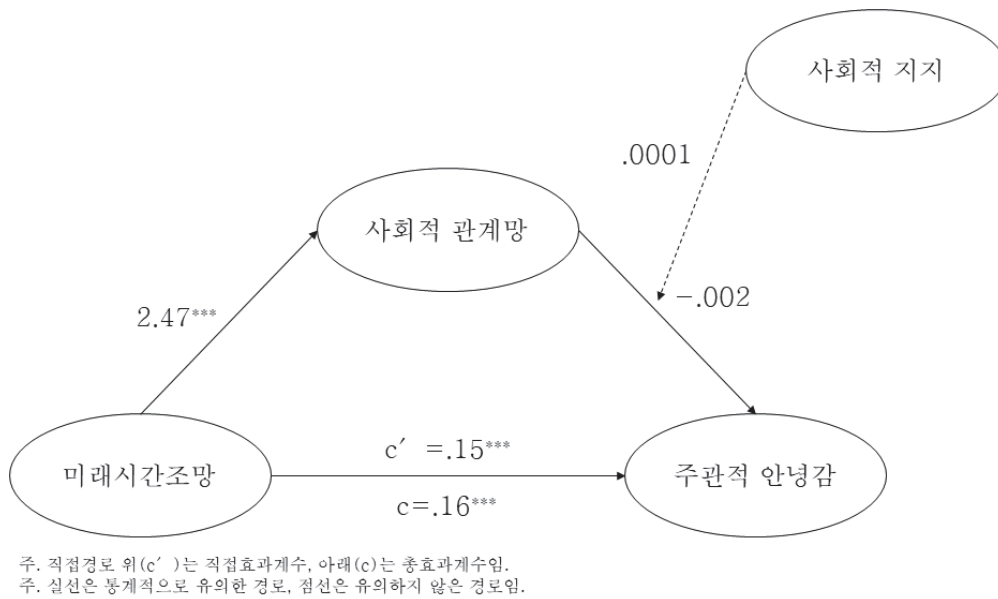 사회적 지지
.0001
사회적 관계망
-.002
2.47***
미래시간조망
c′ =.15***
c=.16***
주관적 안녕감
주. 직접경로 위(c′ )는 직접효과계수, 아래(c)는 총효과계수임.
주. 실선은 통계적으로 유의한 경로, 점선은 유의하지 않은 경로임.